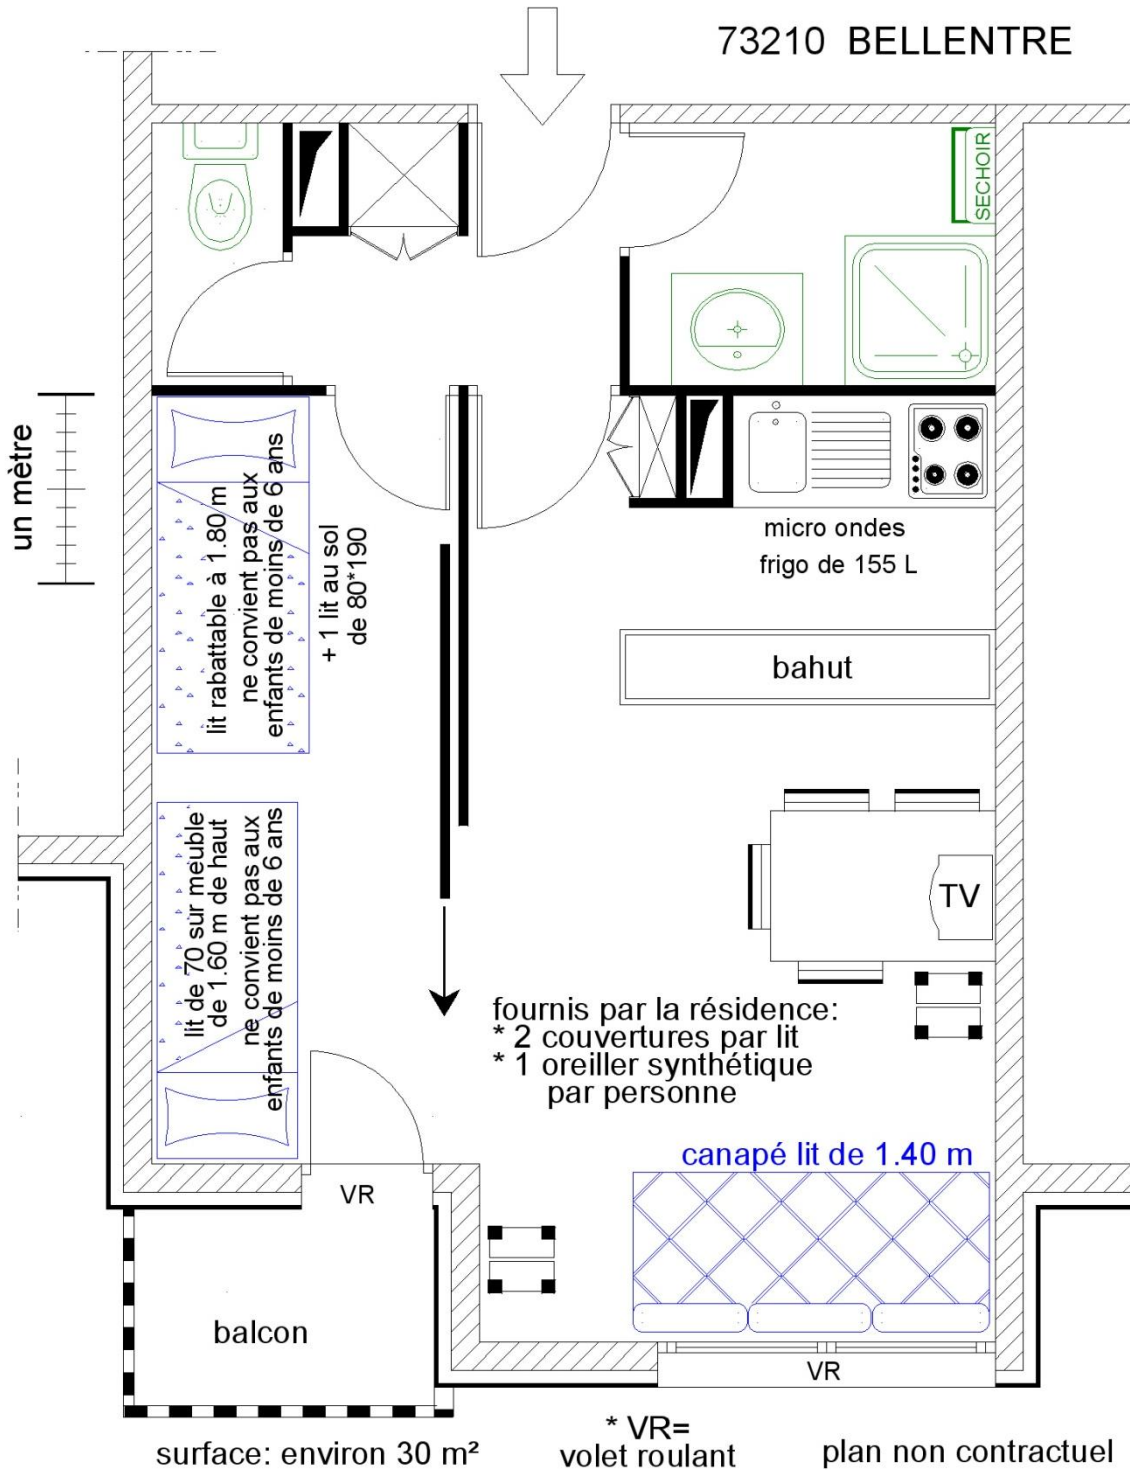 73210 BELLENTRE
SECHOIR
un mètre
lit rabattable à 1.80 m
ne convient pas aux
enfants de moins de 6 ans
+ 1 lit au sol
de 80*190
micro ondes
frigo de 155 L
bahut
lit de 70 sur meuble
de 1.60 m de haut
ne convient pas aux
enfants de moins de 6 ans
TV
fournis par la résidence:
* 2 couvertures par lit
* 1 oreiller synthétique
par personne
canapé lit de 1.40 m
VR
balcon
VR
* VR=
volet roulant
surface: environ 30 m²
plan non contractuel